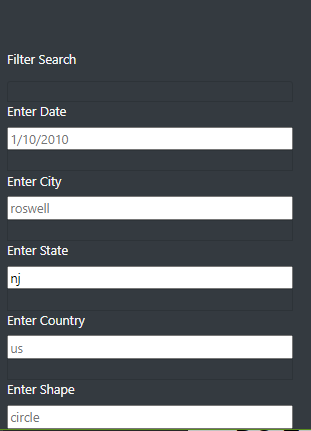 Filter Search
Enter Date
1/10/2010
Enter City
roswell
Enter State
nj
Enter Country
us
Enter Shape
circle